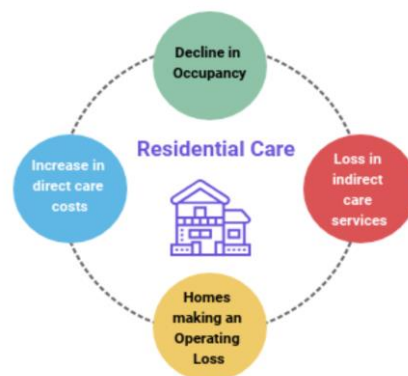 Decline in
Occupancy
Residential Care
Increase in
direct care
costs
Loss in
indirect
care
services
Homes
making an
Operating
Loss